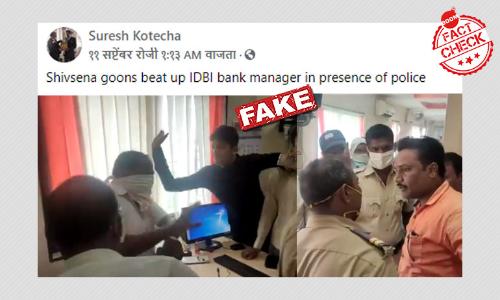 Suresh Kotecha
११ सप्टेंबर रोजी १:१३ AM वाजता ·
Shivsena goons beat up IDBI bank manager in presence of police
FAKE
BOOM
FACT
CHECK